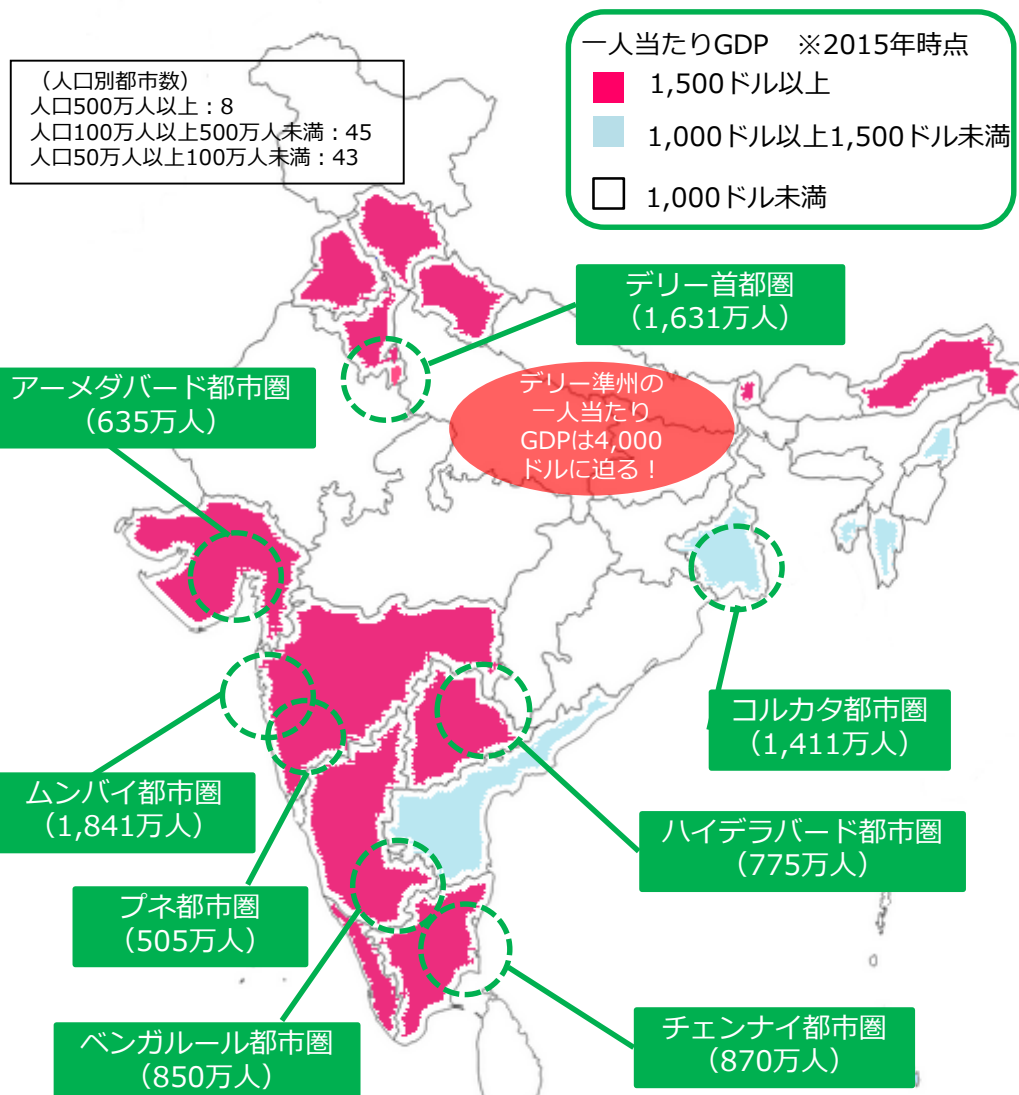 一人当たりGDP　※2015年時点
1,500ドル以上
1,000ドル以上1,500ドル未満
1,000ドル未満
（人口別都市数）
人口500万人以上：8
人口100万人以上500万人未満：45
人口50万人以上100万人未満：43
デリー首都圏
（1,631万人）
アーメダバード都市圏
（635万人）
デリー準州の
一人当たり
GDPは4,000
ドルに迫る！
コルカタ都市圏
（1,411万人）
ムンバイ都市圏
（1,841万人）
ハイデラバード都市圏
（775万人）
プネ都市圏
（505万人）
ベンガルール都市圏
（850万人）
チェンナイ都市圏
（870万人）